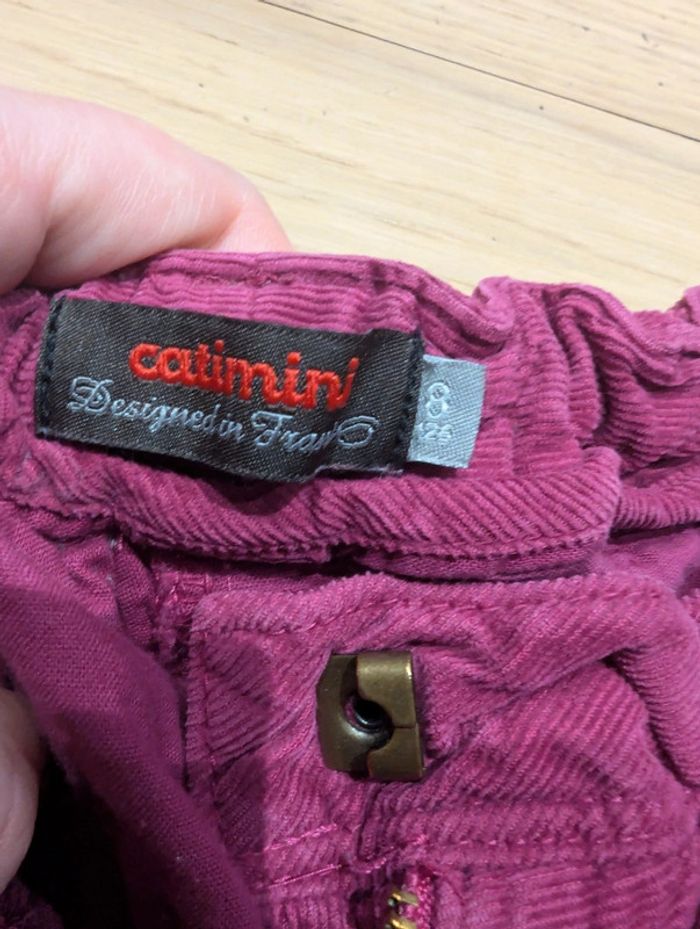 catimini
Designed in France
8
126